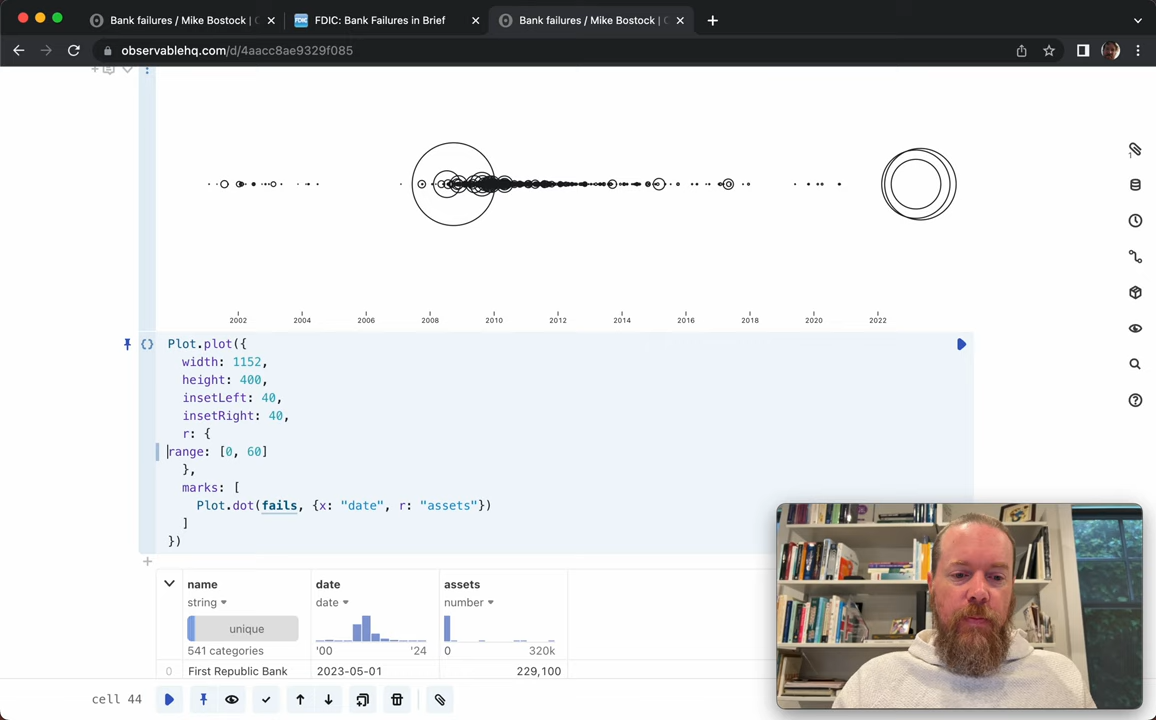 Bank failures / Mike Bostock | 
FDIC: Bank Failures in Brief
Bank failures / Mike Bostock | 
observablehq.com/d/4aacc8ae9329f085
1
2002 2004 2006 2008 2010 2012 2014 2016 2018 2020 2022
Plot.plot({
width: 1152,
height: 400,
insetLeft: 40,
insetRight: 40,
r: {
range: [0, 60]
},
marks: [
Plot.dot(fails, {x: "date", r: "assets"})
]
})
name date assets
string date number
unique
541 categories '00 '24 0 320k
0 First Republic Bank 2023-05-01 229,100
cell 44